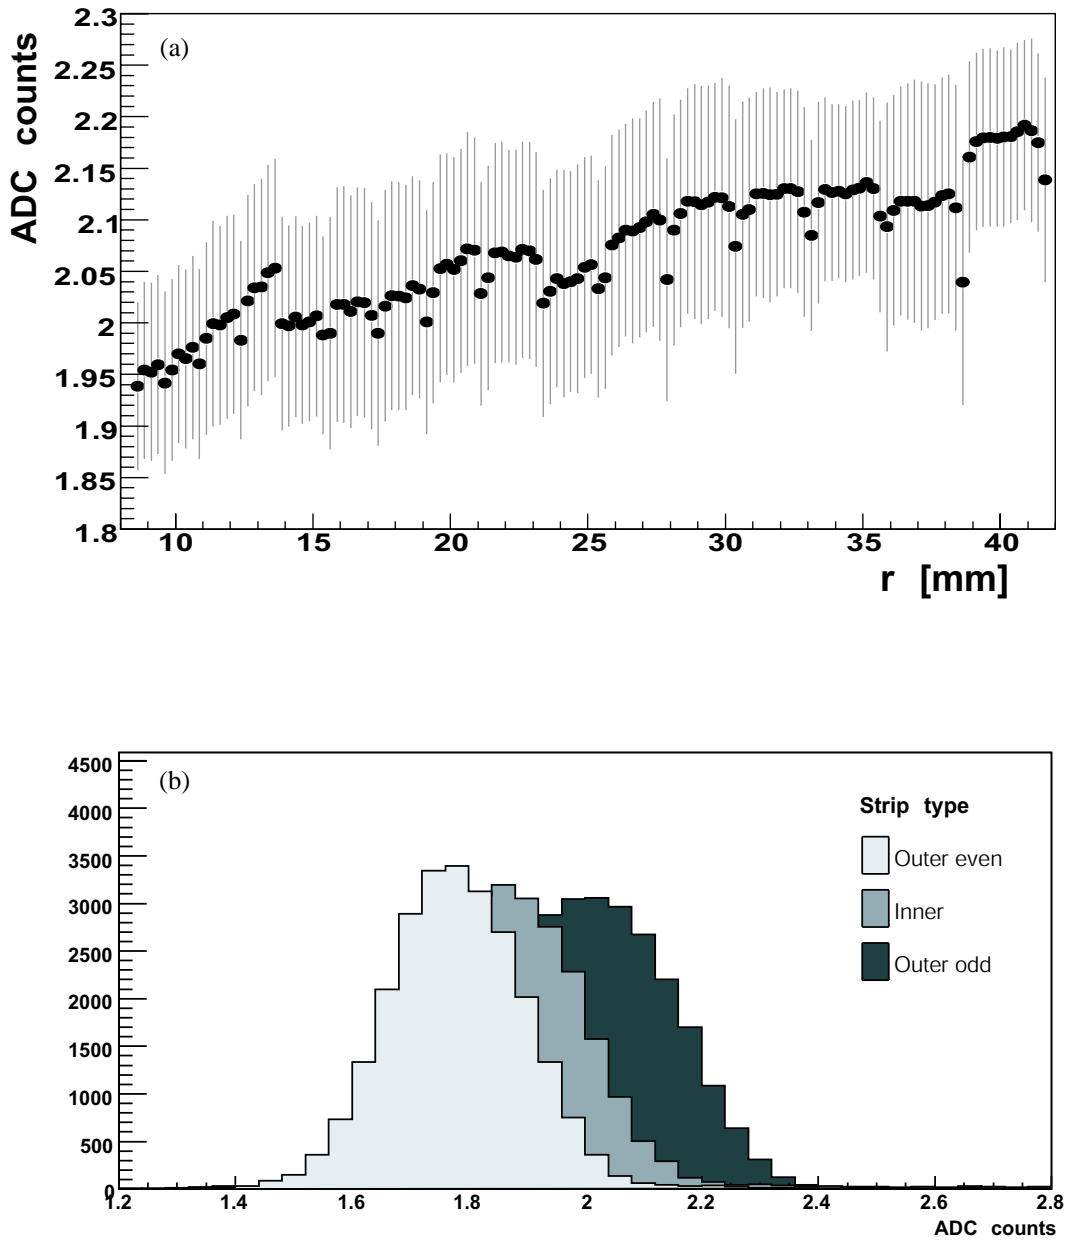 (a)
ADC counts
2.3
2.25
2.2
2.15
2.1
2.05
2
1.95
1.9
1.85
1.8
10 15 20 25 30 35 40
r [mm]
(b)
4500
4000
3500
3000
2500
2000
1500
1000
500
0
Strip type
Outer even
Inner
Outer odd
1.2 1.4 1.6 1.8 2 2.2 2.4 2.6 2.8
ADC counts